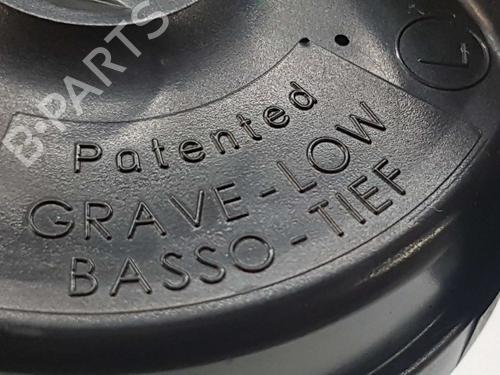 B-PARTS
Patented
GRAVE-LOW
BASSO-TIEF